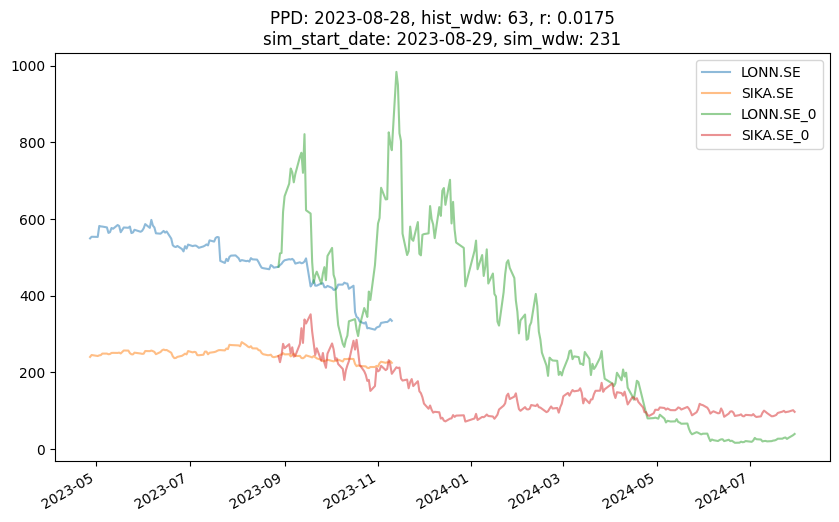 PPD: 2023-08-28, hist_wdw: 63, r: 0.0175
sim_start_date: 2023-08-29, sim_wdw: 231
LONN.SE
SIKA.SE
LONN.SE_0
SIKA.SE_0
1000
800
600
400
200
0
2023-05
2023-07
2023-09
2023-11
2024-01
2024-03
2024-05
2024-07